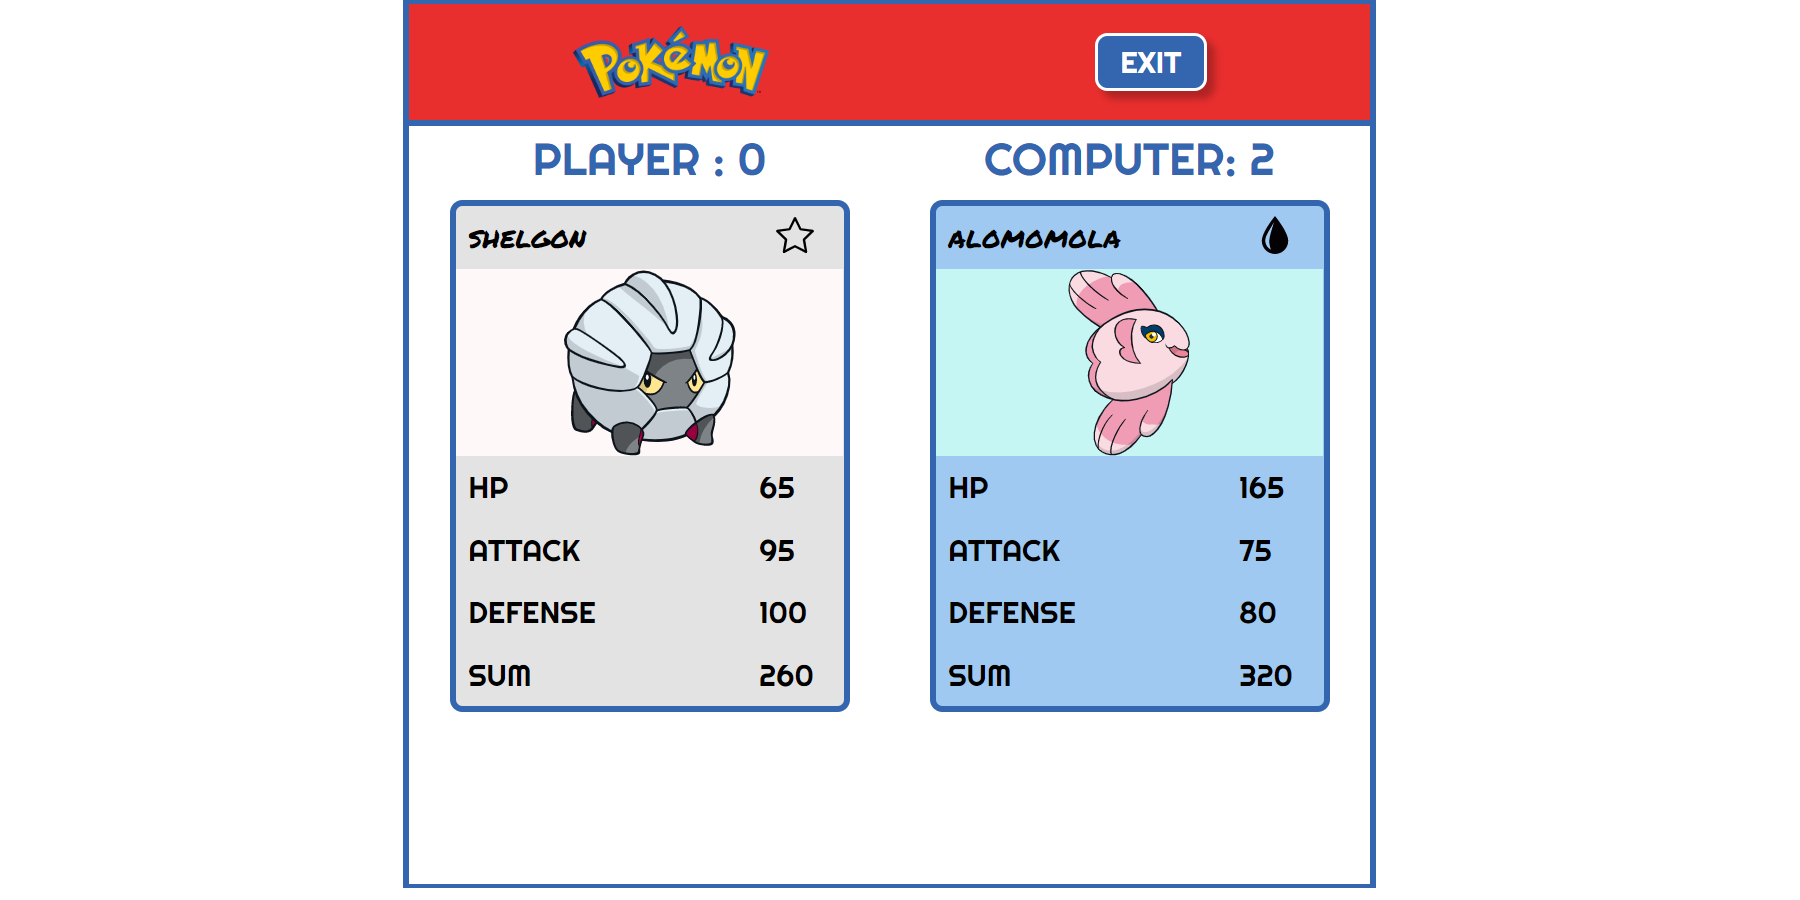 Pokémon
EXIT
PLAYER : 0
COMPUTER: 2
SHELGON
HP 65
ATTACK 95
DEFENSE 100
SUM 260
ALOMOMOLA
HP 165
ATTACK 75
DEFENSE 80
SUM 320